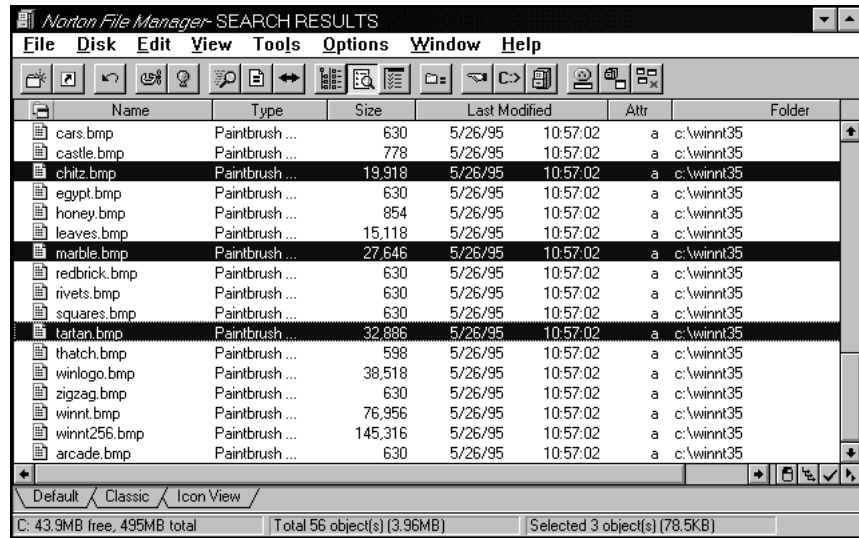 Norton File Manager- SEARCH RESULTS
File Disk Edit View Tools Options Window Help
C:>
Name Type Size Last Modified Attr Folder
cars.bmp Paintbrush ... 630 5/26/95 10:57:02 a c:\winnt35
castle.bmp Paintbrush ... 778 5/26/95 10:57:02 a c:\winnt35
chitz.bmp Paintbrush ... 19,918 5/26/95 10:57:02 a c:\winnt35
egypt.bmp Paintbrush ... 630 5/26/95 10:57:02 a c:\winnt35
honey.bmp Paintbrush ... 854 5/26/95 10:57:02 a c:\winnt35
leaves.bmp Paintbrush ... 15,118 5/26/95 10:57:02 a c:\winnt35
marble.bmp Paintbrush ... 27,646 5/26/95 10:57:02 a c:\winnt35
redbrick.bmp Paintbrush ... 630 5/26/95 10:57:02 a c:\winnt35
rivets.bmp Paintbrush ... 630 5/26/95 10:57:02 a c:\winnt35
squares.bmp Paintbrush ... 630 5/26/95 10:57:02 a c:\winnt35
tartan.bmp Paintbrush ... 32,886 5/26/95 10:57:02 a c:\winnt35
thatch.bmp Paintbrush ... 598 5/26/95 10:57:02 a c:\winnt35
winlogo.bmp Paintbrush ... 38,518 5/26/95 10:57:02 a c:\winnt35
zigzag.bmp Paintbrush ... 630 5/26/95 10:57:02 a c:\winnt35
winnt.bmp Paintbrush ... 76,956 5/26/95 10:57:02 a c:\winnt35
winnt256.bmp Paintbrush ... 145,316 5/26/95 10:57:02 a c:\winnt35
arcade.bmp Paintbrush ... 630 5/26/95 10:57:02 a c:\winnt35
Default Classic Icon View
C: 43.9MB free, 495MB total Total 56 object(s) (3.96MB) Selected 3 object(s) (78.5KB)